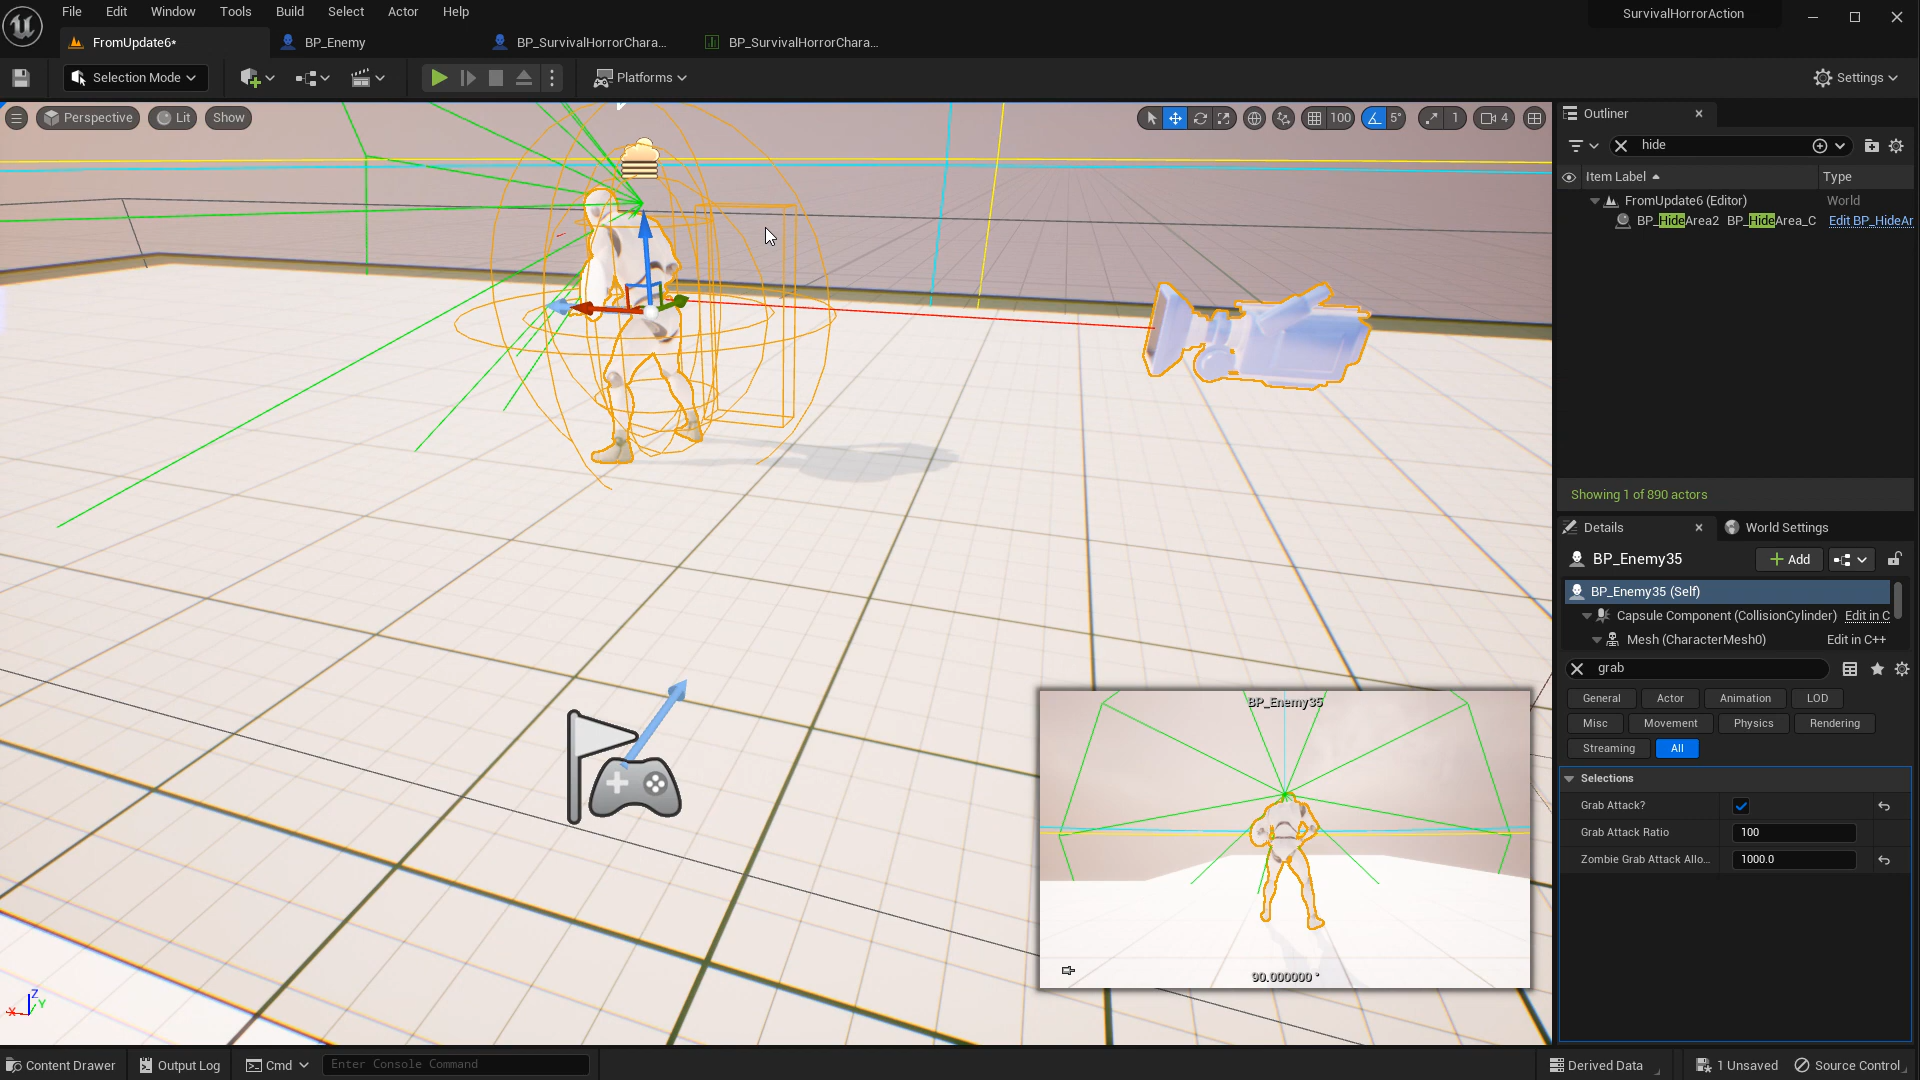 File Edit Window Tools Build Select Actor Help
SurvivalHorrorAction
FromUpdate6*
BP_Enemy
BP_SurvivalHorrorChara...
BP_SurvivalHorrorChara...
Selection Mode
Platforms
Settings
Perspective
Lit
Show
100
5°
1
4
Outliner
hide
Item Label
Type
FromUpdate6 (Editor)
World
BP_HideArea2 BP_HideArea_C
Edit BP_HideAr
Showing 1 of 890 actors
Details
World Settings
BP_Enemy35
Add
BP_Enemy35 (Self)
Capsule Component (CollisionCylinder)
Edit in C
Mesh (CharacterMesh0)
Edit in C++
grab
General
Actor
Animation
LOD
Misc
Movement
Physics
Rendering
Streaming
All
Selections
Grab Attack?
Grab Attack Ratio
100
Zombie Grab Attack Allo...
1000.0
BP_Enemy35
90.000000 °
Z
Y
X
Content Drawer
Output Log
Cmd
Enter Console Command
Derived Data
1 Unsaved
Source Control